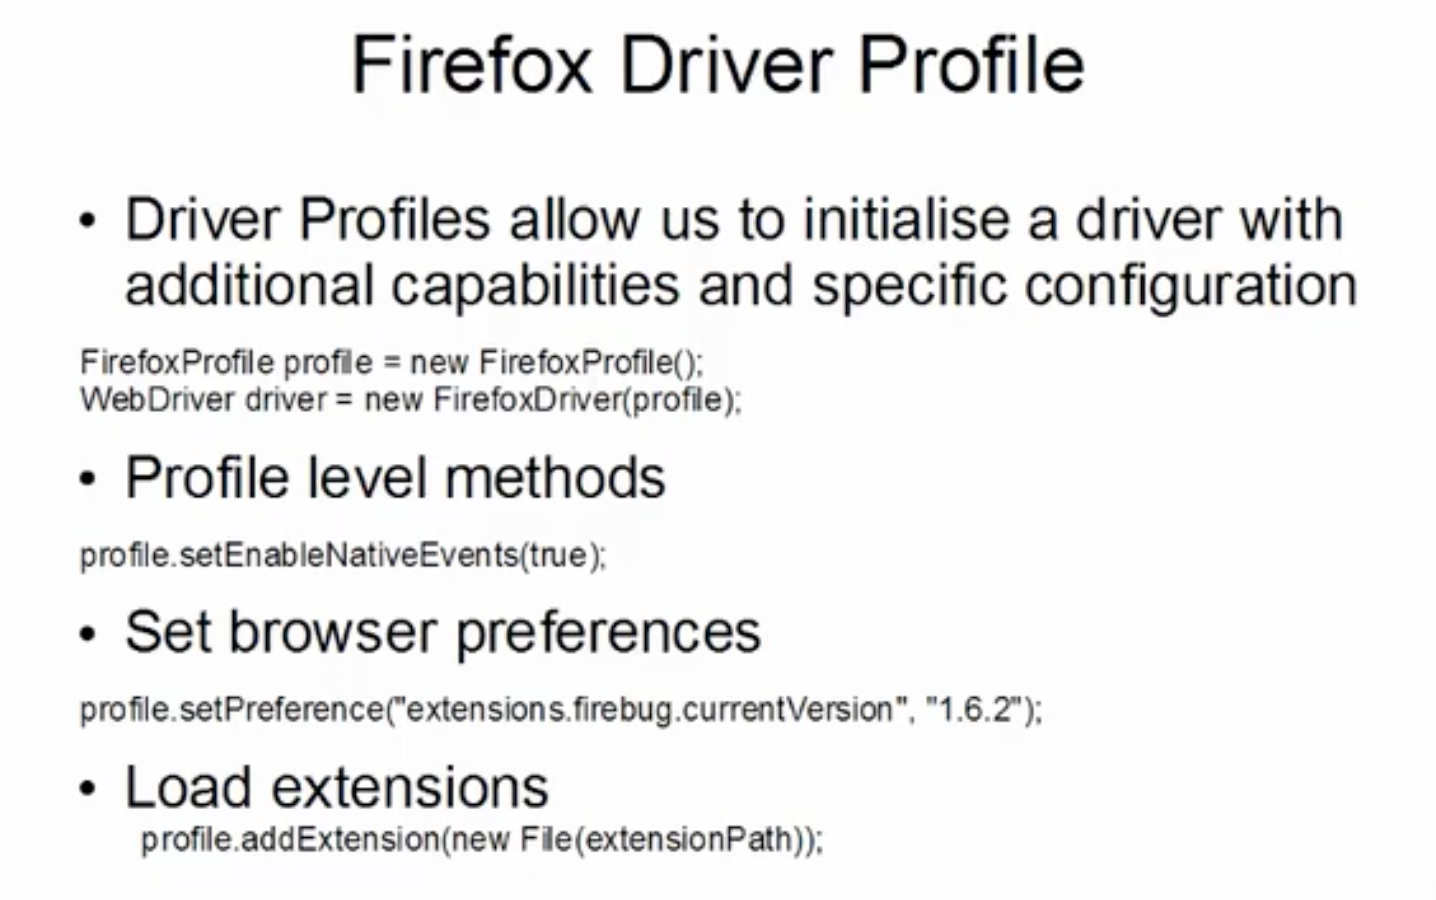 Firefox Driver Profile
• Driver Profiles allow us to initialise a driver with
additional capabilities and specific configuration
FirefoxProfile profile = new FirefoxProfile();
WebDriver driver = new FirefoxDriver(profile);
• Profile level methods
profile.setEnableNativeEvents(true);
• Set browser preferences
profile.setPreference("extensions.firebug.currentVersion", "1.6.2");
• Load extensions
profile.addExtension(new File(extensionPath));